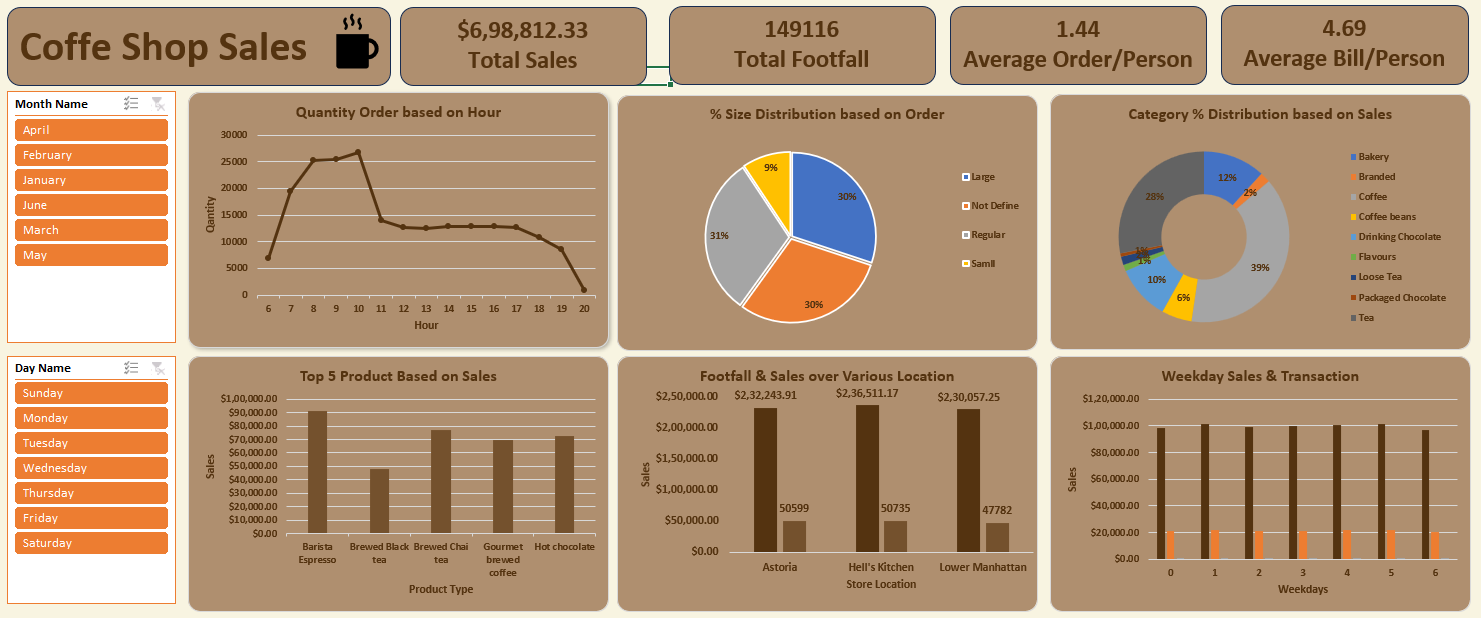 Coffe Shop Sales
$6,98,812.33
Total Sales
149116
Total Footfall
1.44
Average Order/Person
4.69
Average Bill/Person
Month Name
April
February
January
June
March
May
Quantity Order based on Hour
30000
25000
20000
15000
10000
5000
0
Qantity
6 7 8 9 10 11 12 13 14 15 16 17 18 19 20
Hour
% Size Distribution based on Order
9%
30%
31%
30%
Large
Not Define
Regular
Samll
Category % Distribution based on Sales
12%
2%
28%
39%
1%
1%
10%
6%
Bakery
Branded
Coffee
Coffee beans
Drinking Chocolate
Flavours
Loose Tea
Packaged Chocolate
Tea
Day Name
Sunday
Monday
Tuesday
Wednesday
Thursday
Friday
Saturday
Top 5 Product Based on Sales
$1,00,000.00
$90,000.00
$80,000.00
$70,000.00
$60,000.00
$50,000.00
$40,000.00
$30,000.00
$20,000.00
$10,000.00
$0.00
Sales
Barista Espresso
Brewed Black tea
Brewed Chai tea
Gourmet brewed coffee
Hot chocolate
Product Type
Footfall & Sales over Various Location
$2,50,000.00
$2,00,000.00
$1,50,000.00
$1,00,000.00
$50,000.00
$0.00
Sales
$2,32,243.91
$2,36,511.17
$2,30,057.25
50599
50735
47782
Astoria
Hell's Kitchen
Lower Manhattan
Store Location
Weekday Sales & Transaction
$1,20,000.00
$1,00,000.00
$80,000.00
$60,000.00
$40,000.00
$20,000.00
$0.00
Sales
0 1 2 3 4 5 6
Weekdays